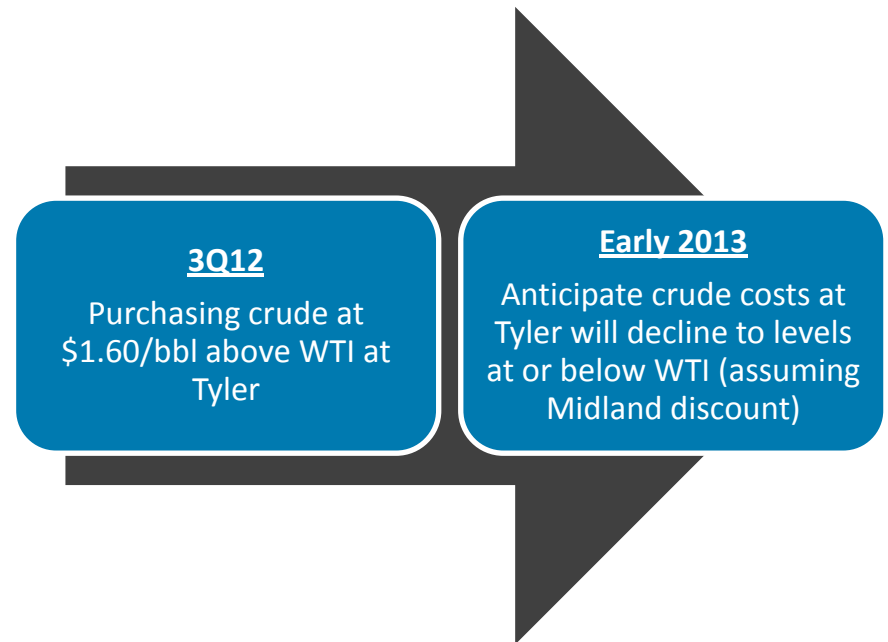 3Q12
Purchasing crude at
$1.60/bbl above WTI at
Tyler
Early 2013
Anticipate crude costs at
Tyler will decline to levels
at or below WTI (assuming
Midland discount)